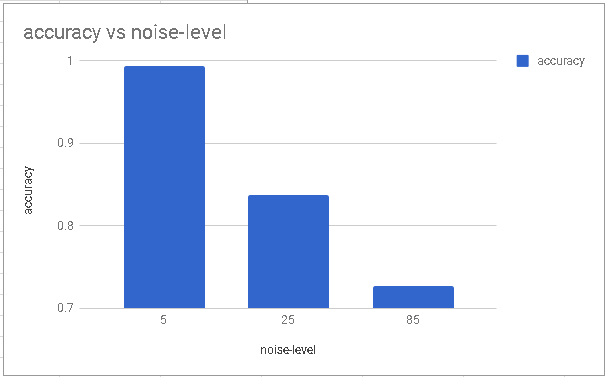 accuracy vs noise-level
accuracy
1
0.9
0.8
0.7
accuracy
5 25 85
noise-level